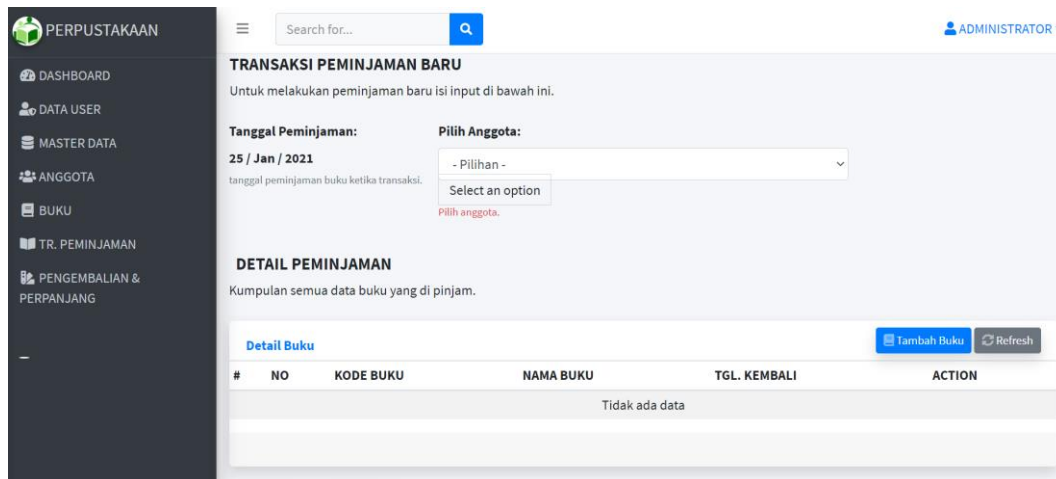 PERPUSTAKAAN
Search for...
ADMINISTRATOR
DASHBOARD
DATA USER
MASTER DATA
ANGGOTA
BUKU
TR. PEMINJAMAN
PENGEMBALIAN &
PERPANJANG
TRANSAKSI PEMINJAMAN BARU
Untuk melakukan peminjaman baru isi input di bawah ini.
Tanggal Peminjaman:
25 / Jan / 2021
tanggal peminjaman buku ketika transaksi.
Pilih Anggota:
- Pilihan -
Select an option
Pilih anggota.
DETAIL PEMINJAMAN
Kumpulan semua data buku yang di pinjam.
Detail Buku
Tambah Buku
Refresh
# NO KODE BUKU NAMA BUKU TGL. KEMBALI ACTION
Tidak ada data